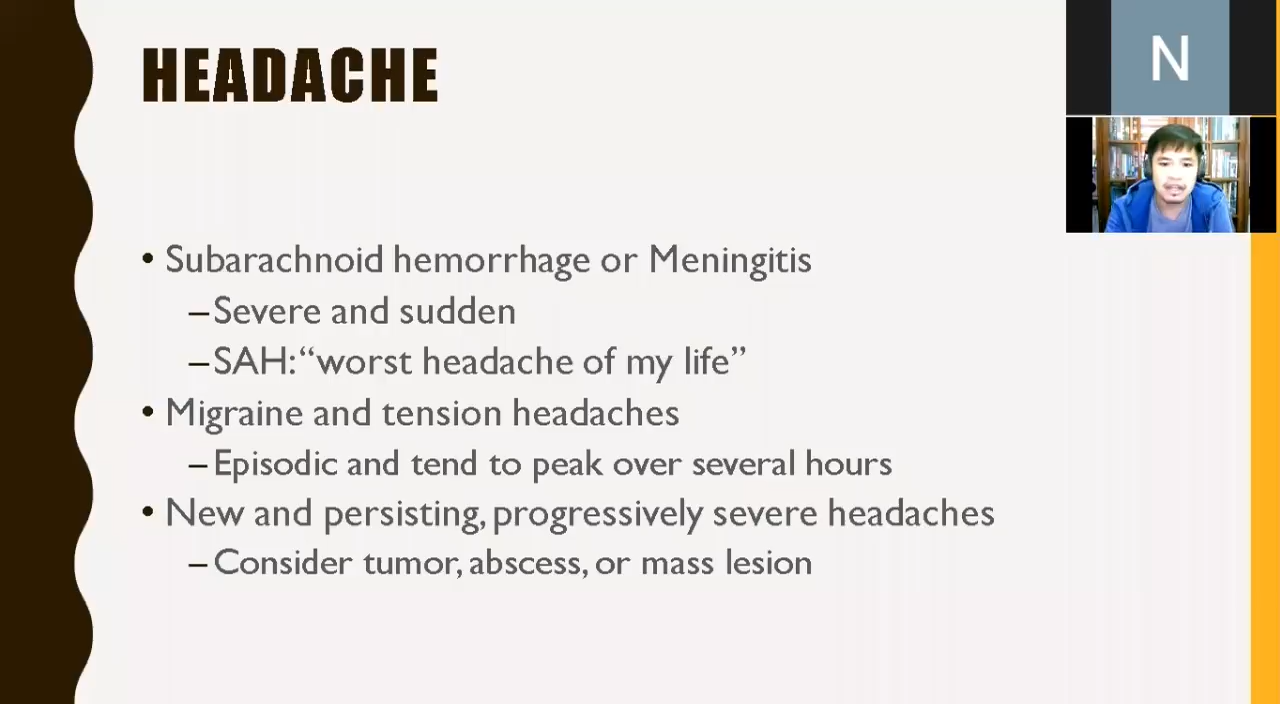 HEADACHE
N
• Subarachnoid hemorrhage or Meningitis
–Severe and sudden
–SAH: “worst headache of my life”
• Migraine and tension headaches
–Episodic and tend to peak over several hours
• New and persisting, progressively severe headaches
–Consider tumor, abscess, or mass lesion